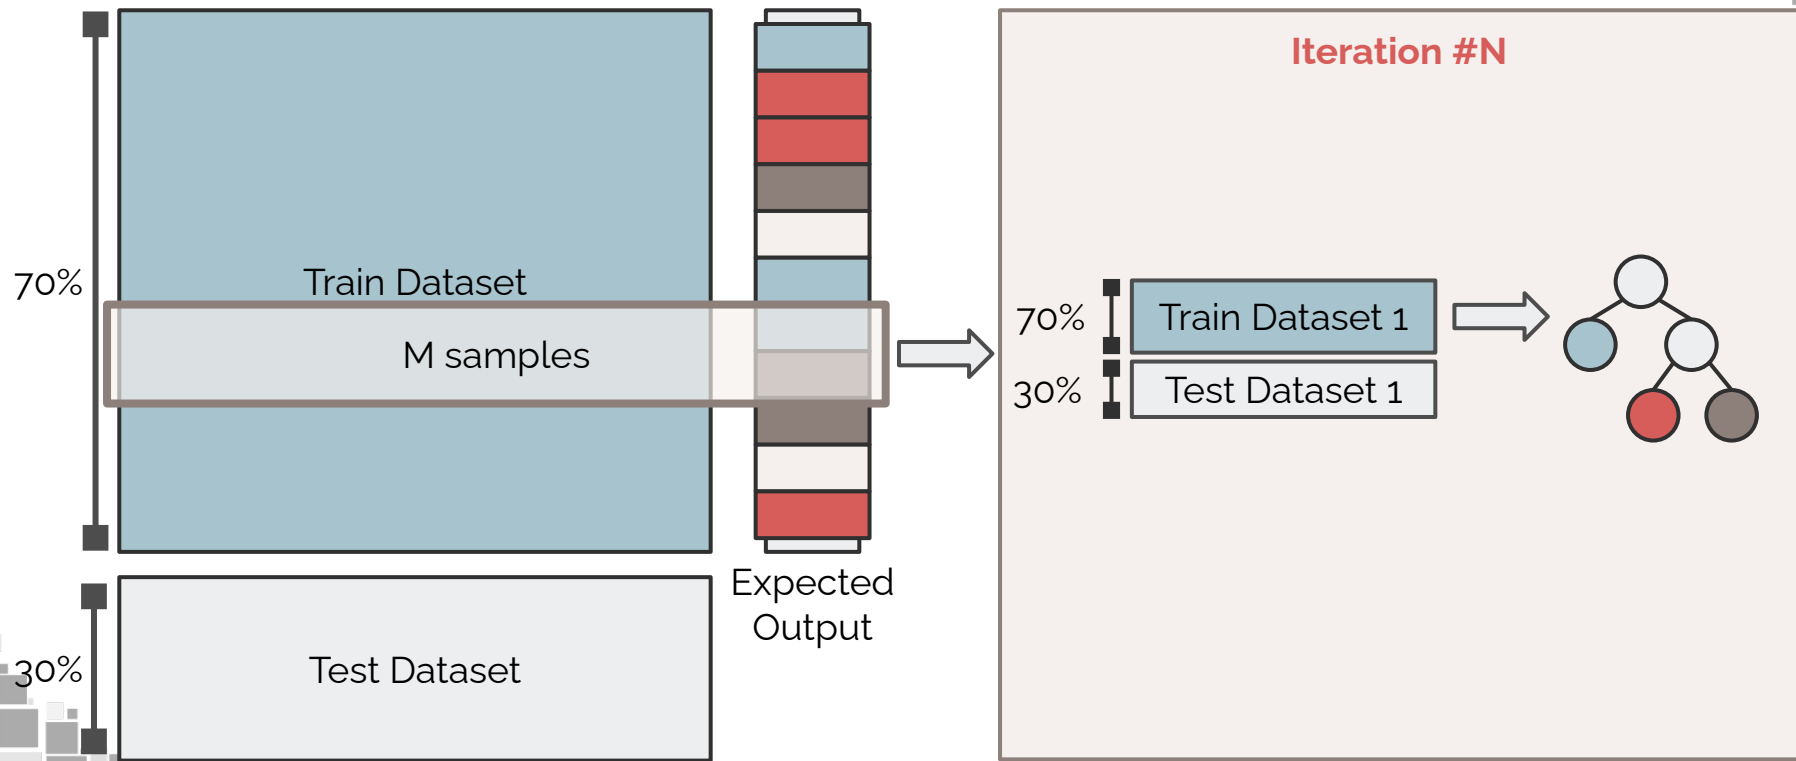 70%
Train Dataset
M samples
Expected
Output
30%
Test Dataset
Iteration #N
70%
Train Dataset 1
30%
Test Dataset 1